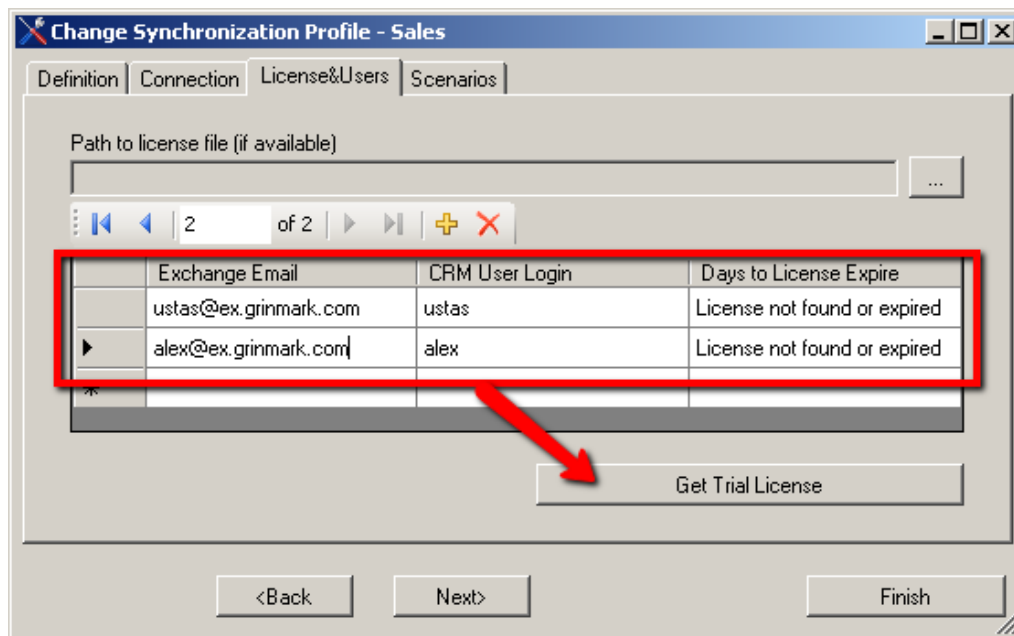 Change Synchronization Profile - Sales
Definition Connection License&Users Scenarios
Path to license file (if available)
...
2 of 2
Exchange Email CRM User Login Days to License Expire
ustas@ex.grinmark.com ustas License not found or expired
alex@ex.grinmark.com alex License not found or expired
*
Get Trial License
<Back Next> Finish